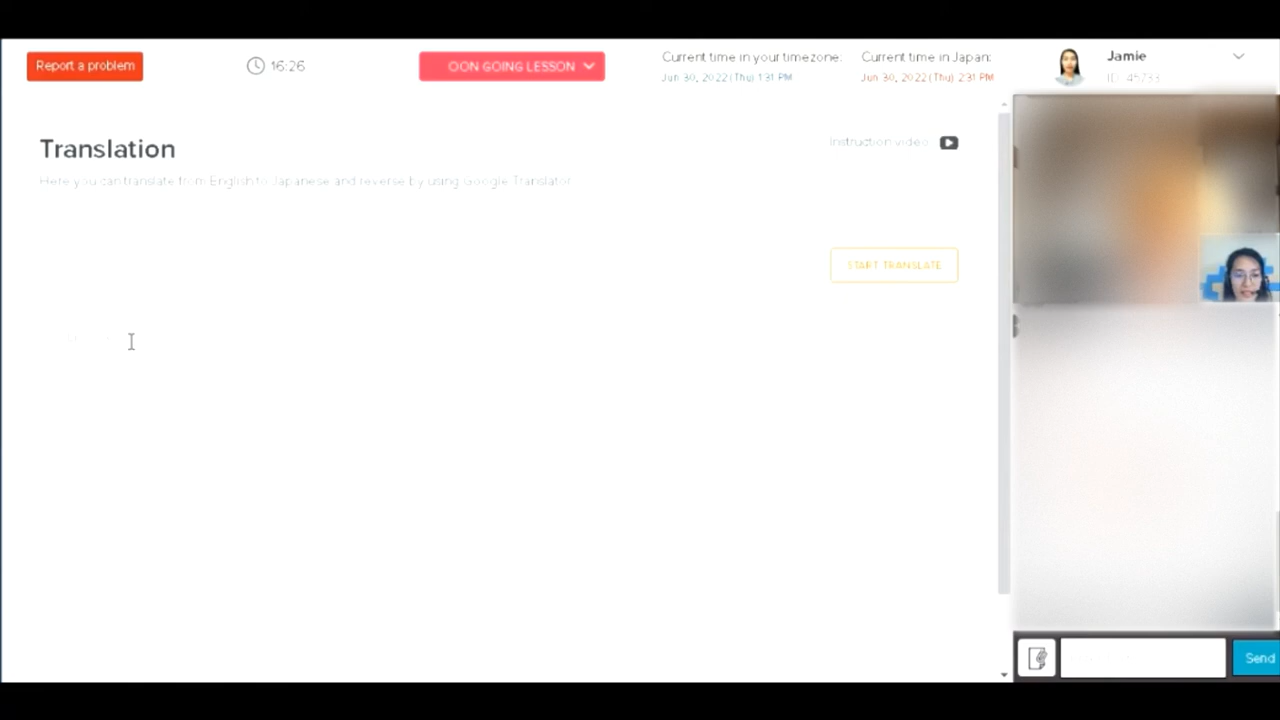 Report a problem
16:26
OON GOING LESSON
Current time in your timezone:
Jun 30, 2022 (Thu) 1:31 PM
Current time in Japan:
Jun 30, 2022 (Thu) 2:31 PM
Jamie
ID: 45733
Translation
Instruction video:
Here you can translate from English to Japanese and reverse by using Google Translator
START TRANSLATE
Send